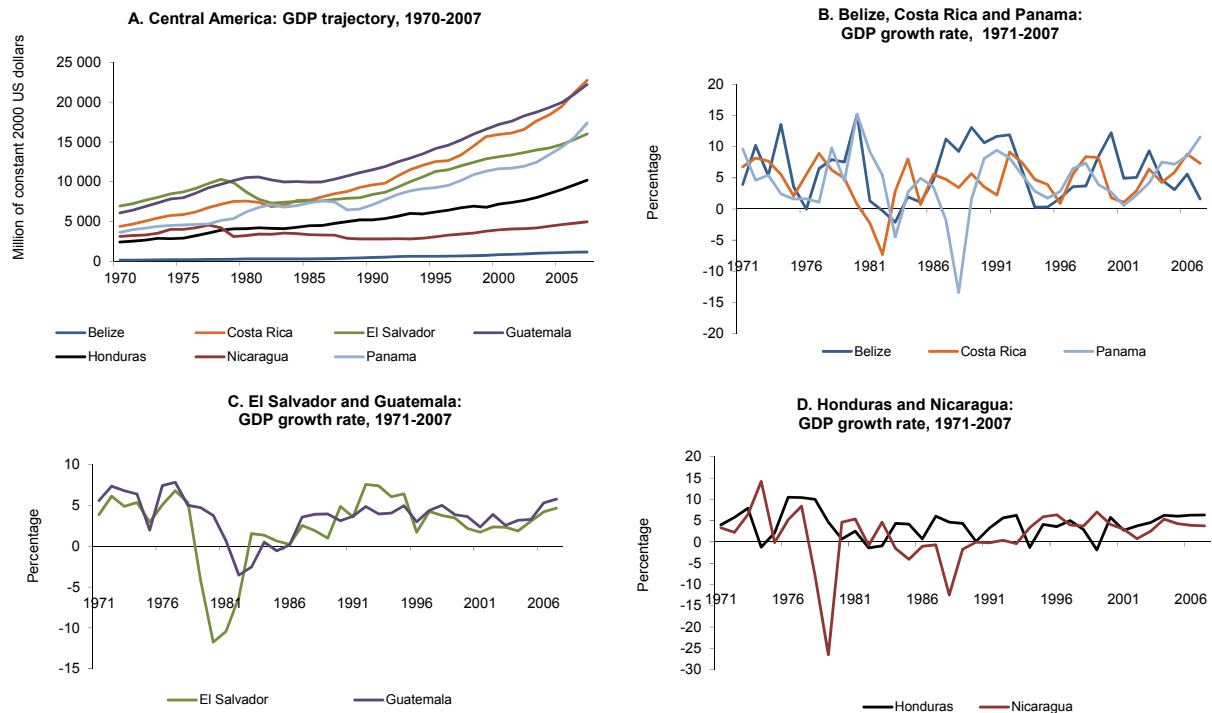 A. Central America: GDP trajectory, 1970-2007
Million of constant 2000 US dollars
25 000
20 000
15 000
10 000
5 000
0
1970 1975 1980 1985 1990 1995 2000 2005
Belize Costa Rica El Salvador Guatemala
Honduras Nicaragua Panama
B. Belize, Costa Rica and Panama:
GDP growth rate, 1971-2007
Percentage
20
15
10
5
0
-5
-10
-15
-20
1971 1976 1981 1986 1991 1996 2001 2006
Belize Costa Rica Panama
C. El Salvador and Guatemala:
GDP growth rate, 1971-2007
Percentage
10
5
0
-5
-10
-15
1971 1976 1981 1986 1991 1996 2001 2006
El Salvador Guatemala
D. Honduras and Nicaragua:
GDP growth rate, 1971-2007
Percentage
20
15
10
5
0
-5
-10
-15
-20
-25
-30
1971 1976 1981 1986 1991 1996 2001 2006
Honduras Nicaragua